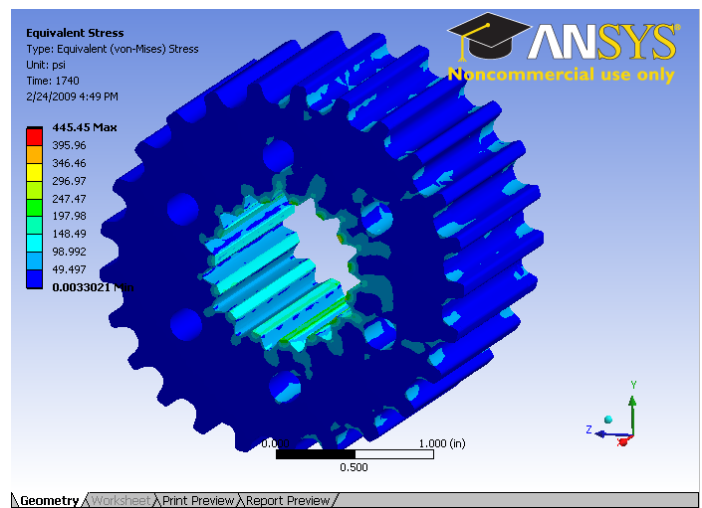 Equivalent Stress
Type: Equivalent (von-Mises) Stress
Unit: psi
Time: 1740
2/24/2009 4:49 PM
ANSYS
Noncommercial use only
445.45 Max
395.96
346.46
296.97
247.47
197.98
148.49
98.992
49.497
0.0033021 Min
Y
Z
X
0.000 1.000 (in)
0.500
Geometry Worksheet Print Preview Report Preview